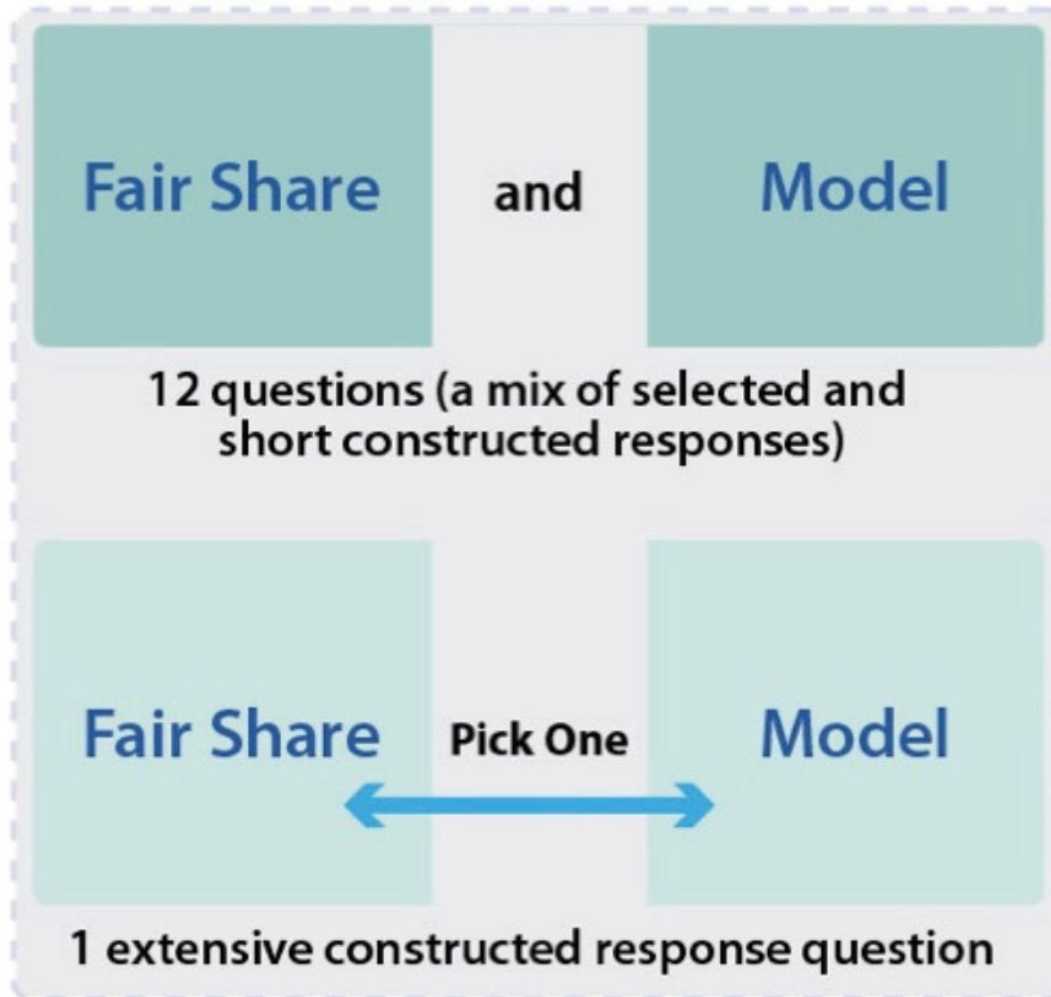 Fair Share and Model
12 questions (a mix of selected and
short constructed responses)
Fair Share Pick One Model
1 extensive constructed response question